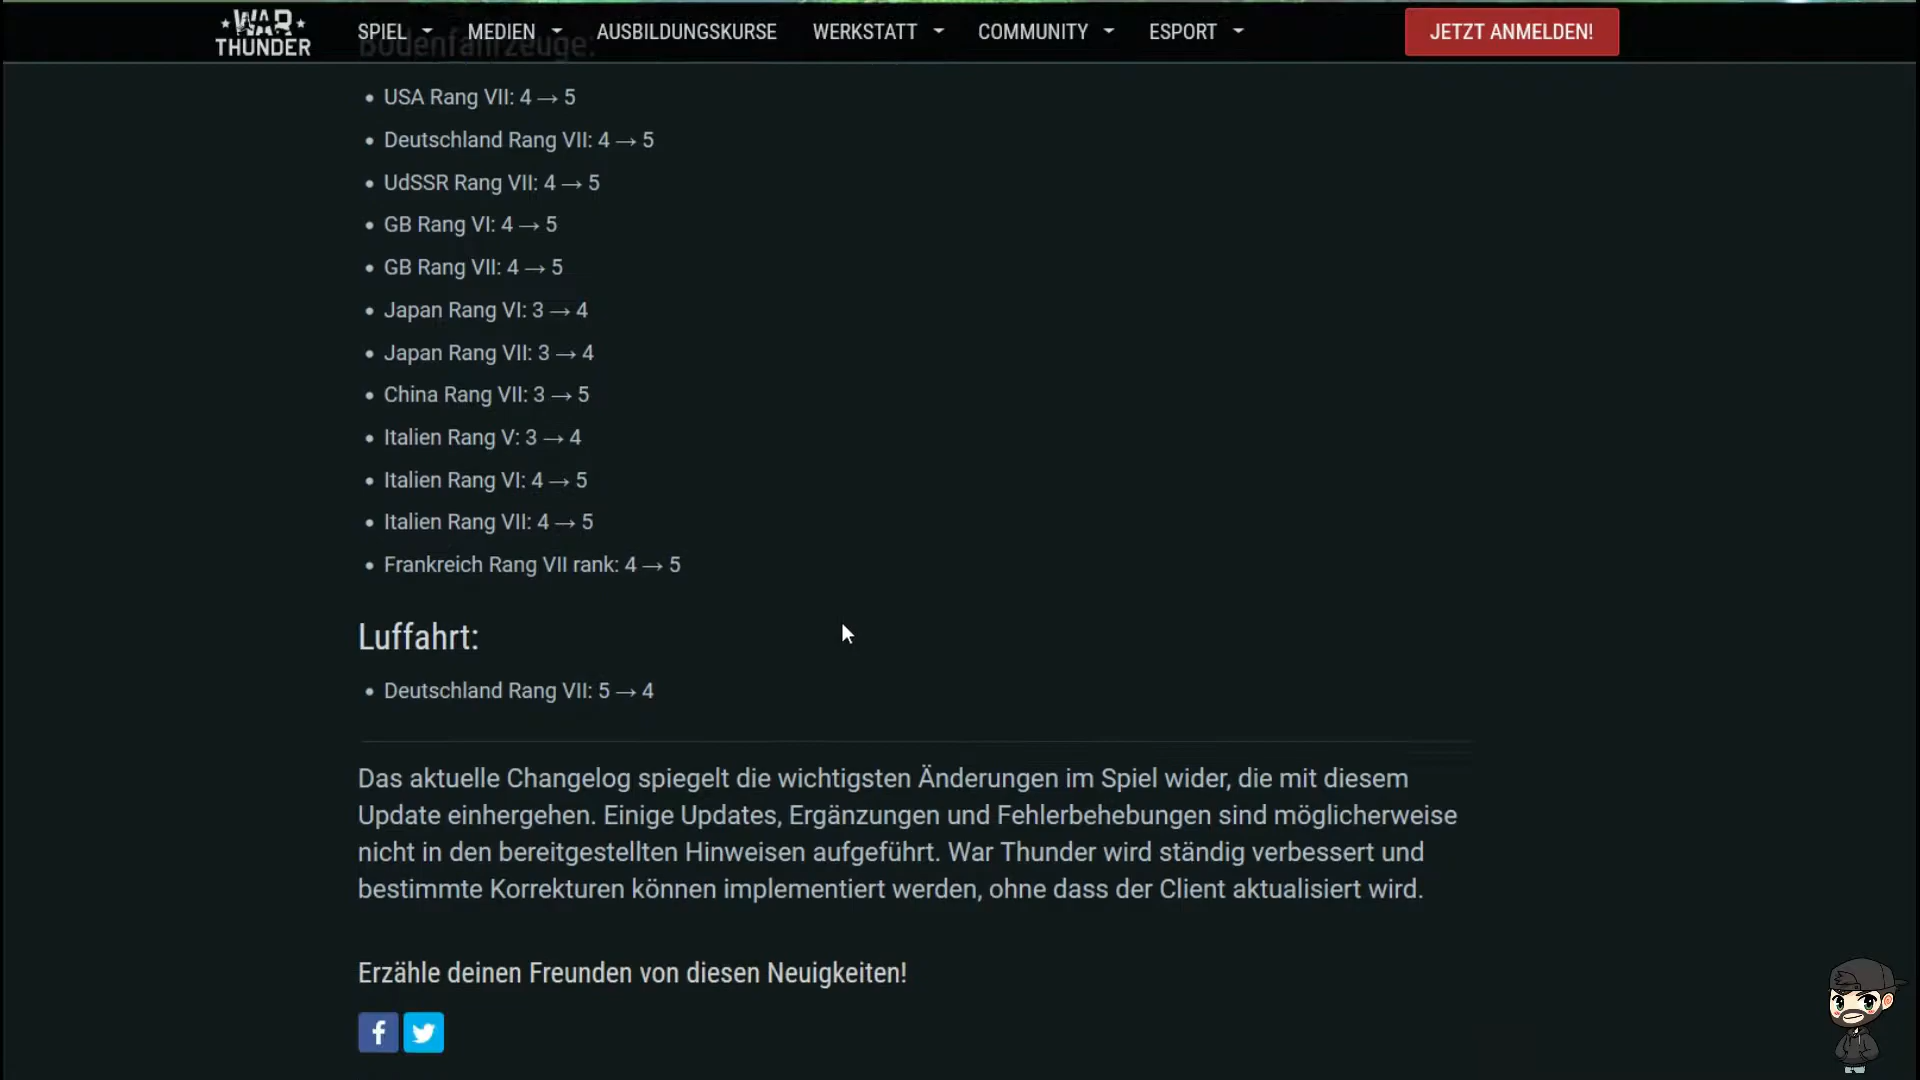 WAR
THUNDER
SPIEL
MEDIEN
AUSBILDUNGSKURSE
WERKSTATT
COMMUNITY
ESPORT
JETZT ANMELDEN!
Bodenfahrzeuge:
USA Rang VII: 4 → 5
Deutschland Rang VII: 4 → 5
UdSSR Rang VII: 4 → 5
GB Rang VI: 4 → 5
GB Rang VII: 4 → 5
Japan Rang VI: 3 → 4
Japan Rang VII: 3 → 4
China Rang VII: 3 → 5
Italien Rang V: 3 → 4
Italien Rang VI: 4 → 5
Italien Rang VII: 4 → 5
Frankreich Rang VII rank: 4 → 5
Luffahrt:
Deutschland Rang VII: 5 → 4
Das aktuelle Changelog spiegelt die wichtigsten Änderungen im Spiel wider, die mit diesem
Update einhergehen. Einige Updates, Ergänzungen und Fehlerbehebungen sind möglicherweise
nicht in den bereitgestellten Hinweisen aufgeführt. War Thunder wird ständig verbessert und
bestimmte Korrekturen können implementiert werden, ohne dass der Client aktualisiert wird.
Erzähle deinen Freunden von diesen Neuigkeiten!